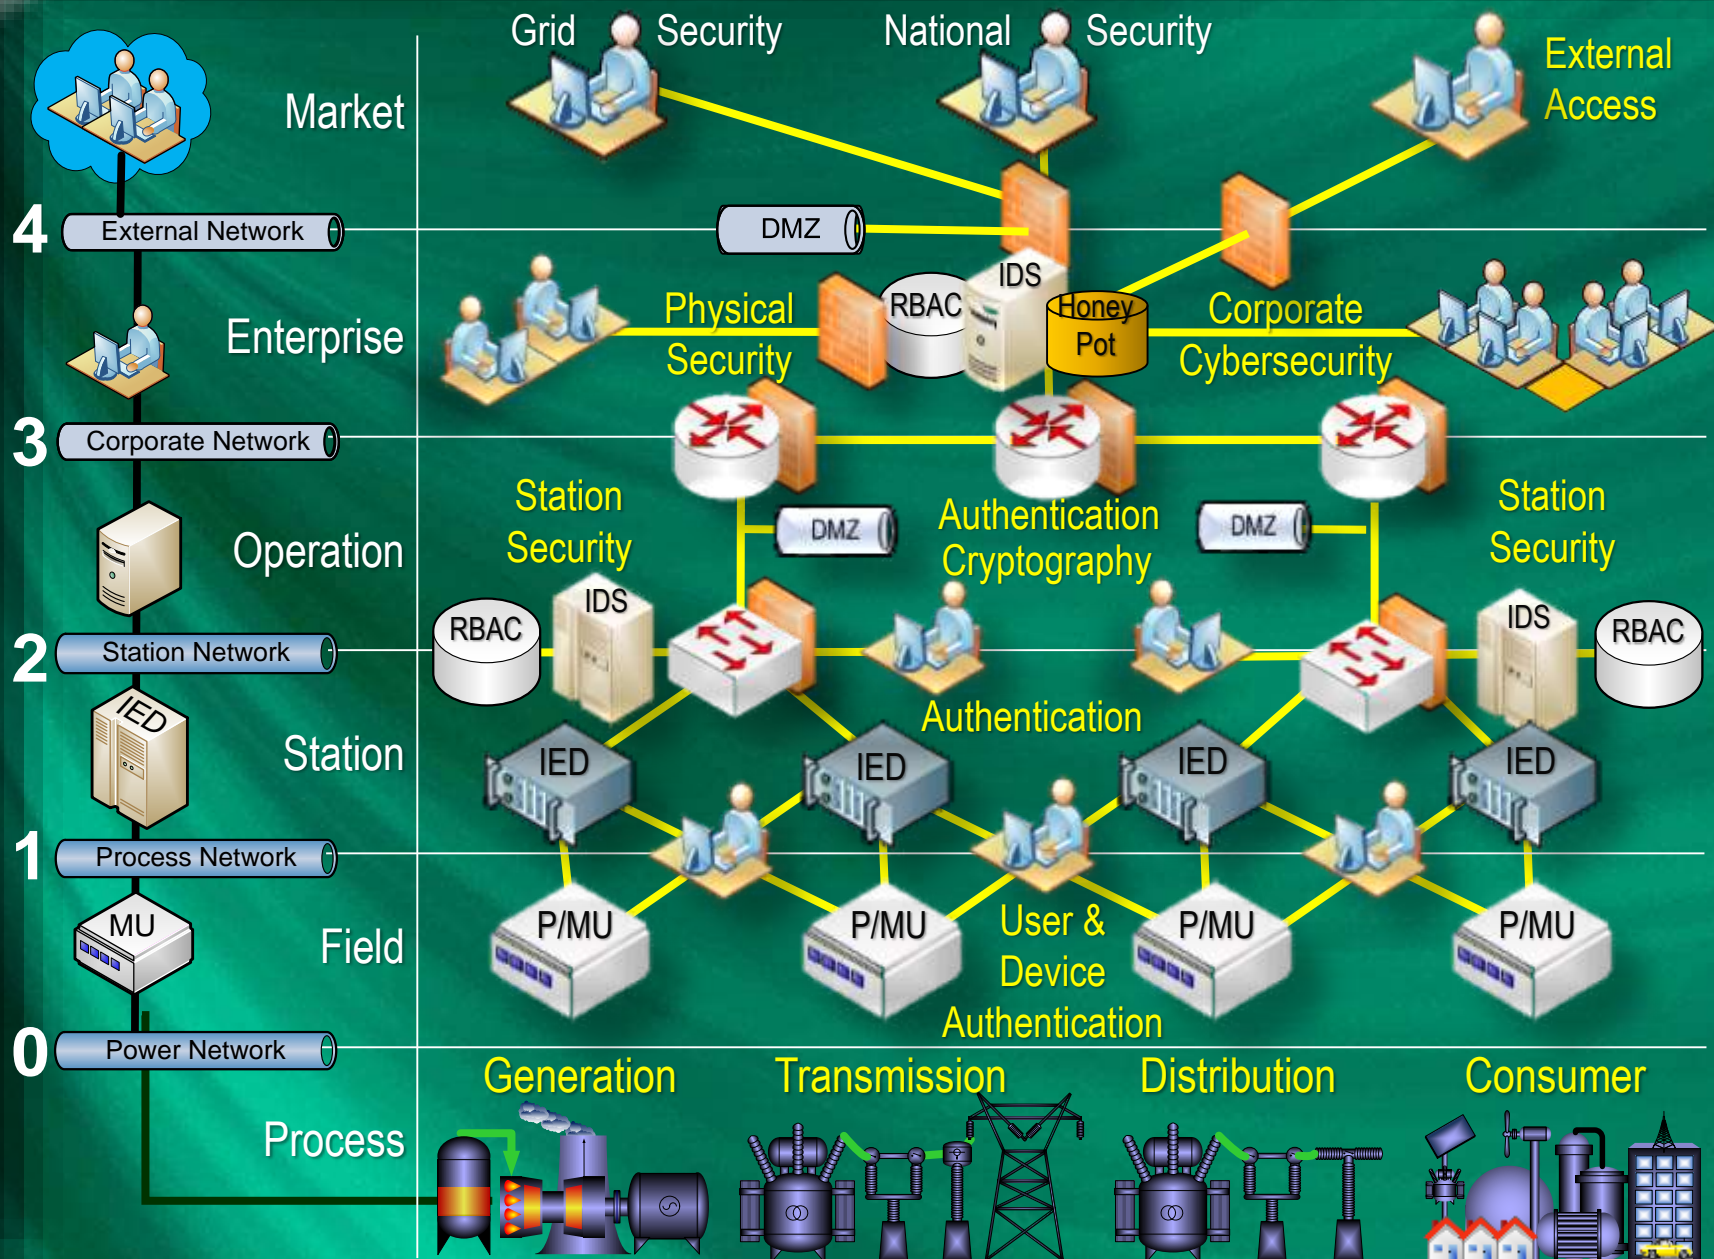 Grid Security
National Security
External
Access
Market
4
External Network
DMZ
IDS
RBAC
Honey
Pot
Physical
Security
Corporate
Cybersecurity
Enterprise
3
Corporate Network
Station
Security
DMZ
Authentication
Cryptography
DMZ
Station
Security
Operation
IDS
RBAC
IDS
RBAC
2
Station Network
IED
Authentication
Station
IED
IED
IED
IED
1
Process Network
MU
Field
P/MU
P/MU
User &
Device
Authentication
P/MU
P/MU
0
Power Network
Generation
Transmission
Distribution
Consumer
Process